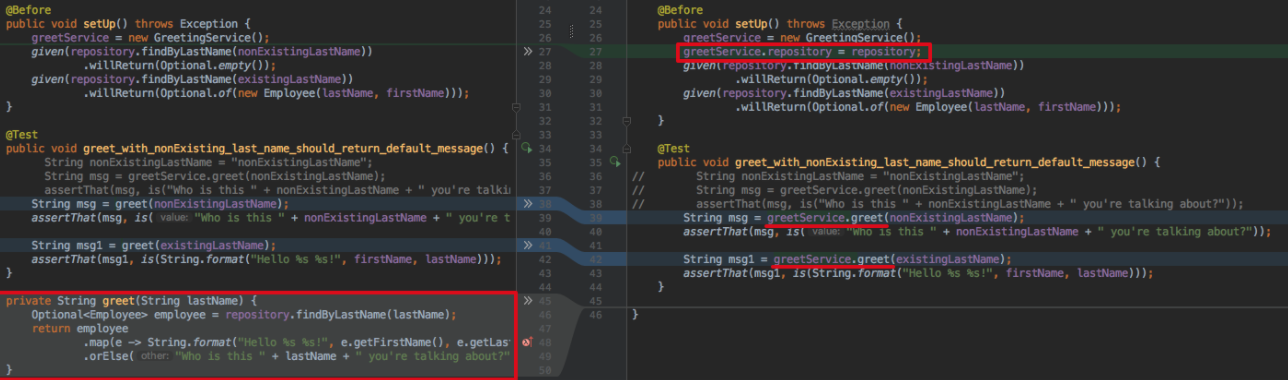 @Before
public void setUp() throws Exception {
greetService = new GreetingService();
given(repository.findByLastName(nonExistingLastName))
.willReturn(Optional.empty());
given(repository.findByLastName(existingLastName))
.willReturn(Optional.of(new Employee(lastName, firstName)));
}
@Test
public void greet_with_nonExisting_last_name_should_return_default_message() {
String nonExistingLastName = "nonExistingLastName";
String msg = greetService.greet(nonExistingLastName);
assertThat(msg, is("Who is this " + nonExistingLastName + " you're talkin
String msg = greet(nonExistingLastName);
assertThat(msg, is( value: "Who is this " + nonExistingLastName + " you're t
String msg1 = greet(existingLastName);
assertThat(msg1, is(String.format("Hello %s %s!", firstName, lastName)));
}
private String greet(String lastName) {
Optional<Employee> employee = repository.findByLastName(lastName);
return employee
.map(e -> String.format("Hello %s %s!", e.getFirstName(), e.getLas
.orElse( other: "Who is this " + lastName + " you're talking about?"
}
24 24
25 25
26 26
27 27
28 28
29 29
30 30
31 31
32 32
33 33
34 34
35 35
36 36
37 37
38 38
39 39
40 40
41 41
42 42
43 43
44 44
45 45
46 46
47
48
49
50
@Before
public void setUp() throws Exception {
greetService = new GreetingService();
greetService.repository = repository;
given(repository.findByLastName(nonExistingLastName))
.willReturn(Optional.empty());
given(repository.findByLastName(existingLastName))
.willReturn(Optional.of(new Employee(lastName, firstName)));
}
@Test
public void greet_with_nonExisting_last_name_should_return_default_message() {
// String nonExistingLastName = "nonExistingLastName";
// String msg = greetService.greet(nonExistingLastName);
// assertThat(msg, is("Who is this " + nonExistingLastName + " you're talking about?"));
String msg = greetService.greet(nonExistingLastName);
assertThat(msg, is( value: "Who is this " + nonExistingLastName + " you're talking about?"));
String msg1 = greetService.greet(existingLastName);
assertThat(msg1, is(String.format("Hello %s %s!", firstName, lastName)));
}
}